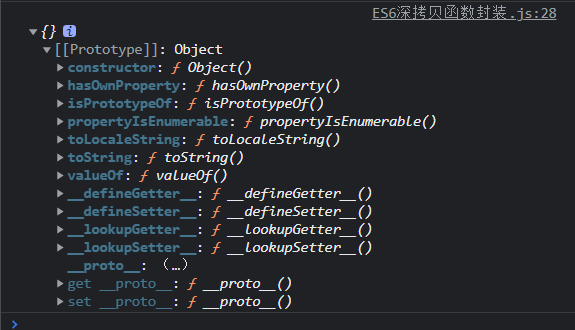 ES6深拷贝函数封装.js:28
▼{} i
▼[[Prototype]]: Object
▶constructor: ƒ Object()
▶hasOwnProperty: ƒ hasOwnProperty()
▶isPrototypeOf: ƒ isPrototypeOf()
▶propertyIsEnumerable: ƒ propertyIsEnumerable()
▶toLocaleString: ƒ toLocaleString()
▶toString: ƒ toString()
▶valueOf: ƒ valueOf()
▶__defineGetter__: ƒ __defineGetter__()
▶__defineSetter__: ƒ __defineSetter__()
▶__lookupGetter__: ƒ __lookupGetter__()
▶__lookupSetter__: ƒ __lookupSetter__()
__proto__: （…）
▶get __proto__: ƒ __proto__()
▶set __proto__: ƒ __proto__()
>